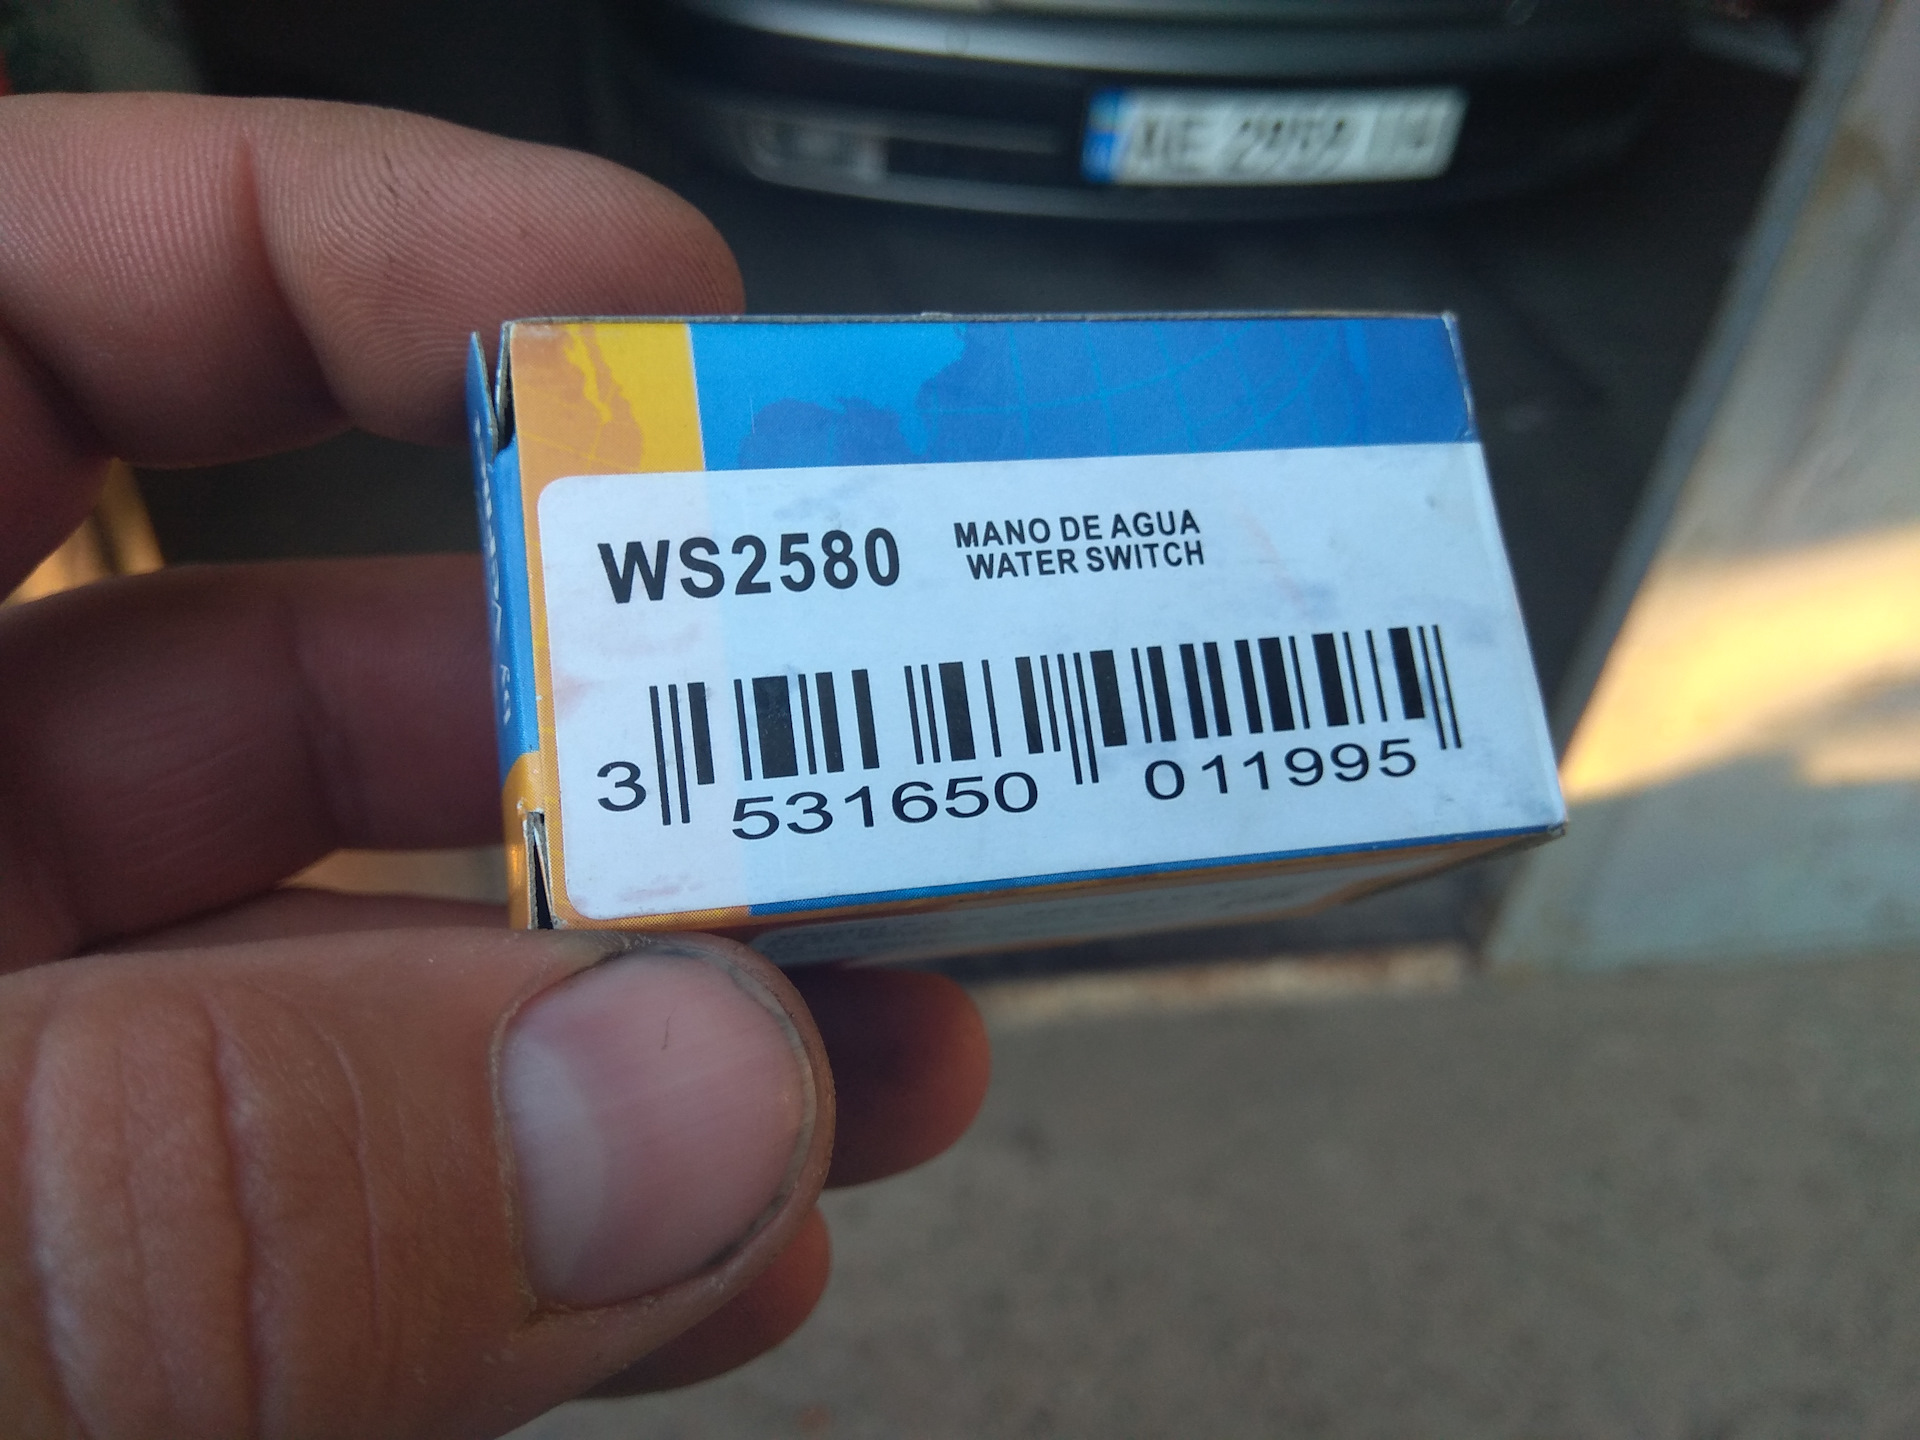 WS2580
MANO DE AGUA
WATER SWITCH
3 531650 011995